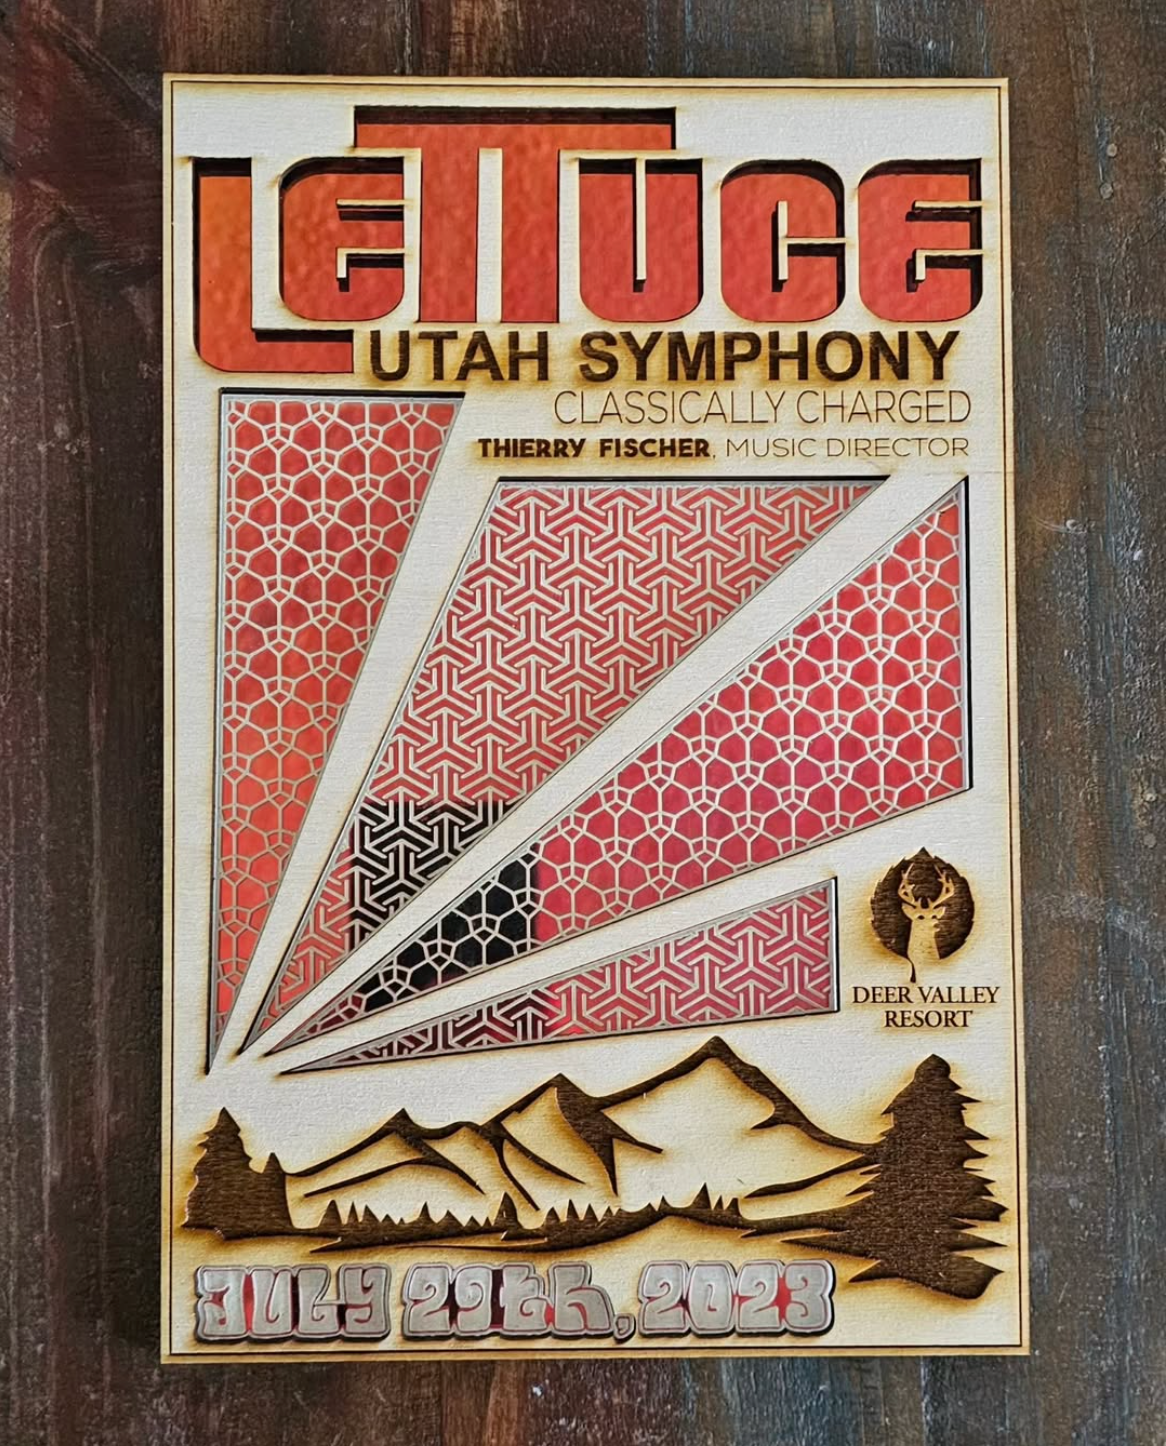 LETTUCE
UTAH SYMPHONY
CLASSICALLY CHARGED
THIERRY FISCHER, MUSIC DIRECTOR
DEER VALLEY
RESORT
JULY 29th, 2023